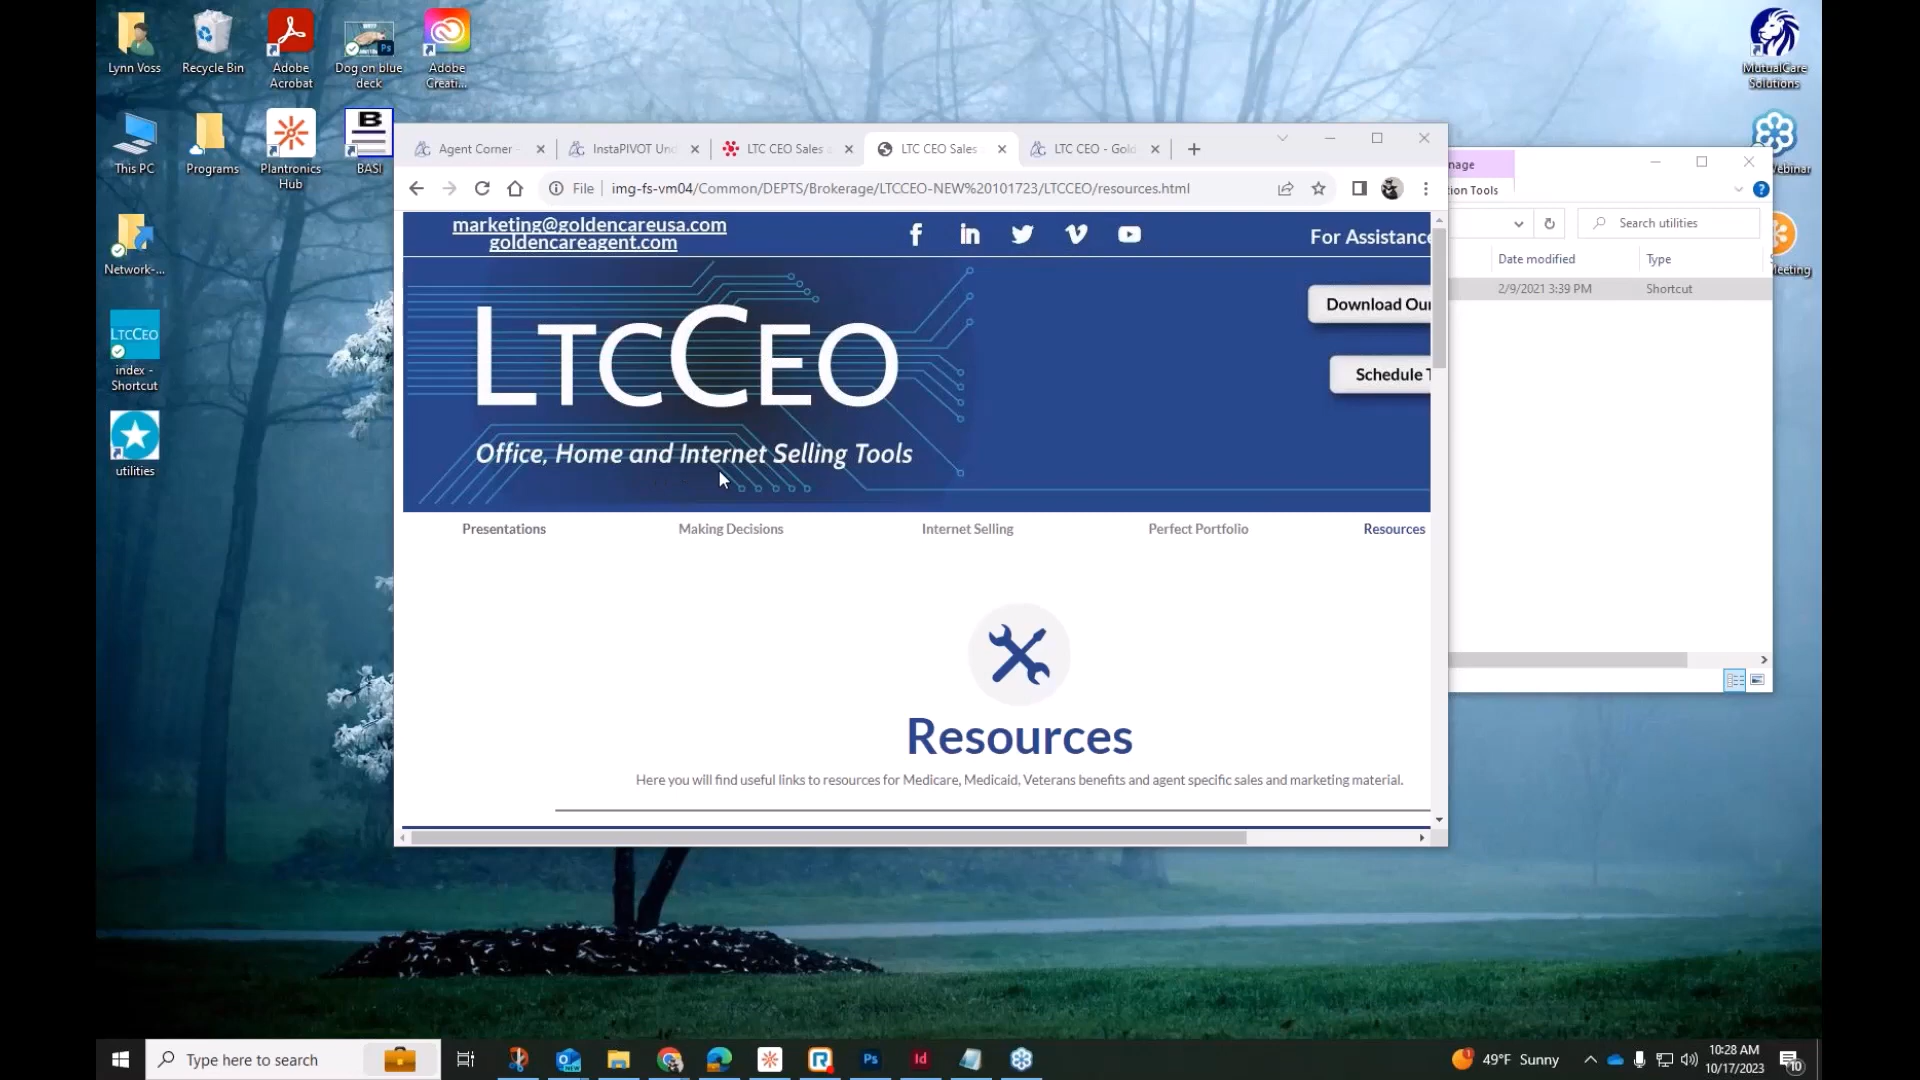 Lynn Voss
Recycle Bin
Adobe
Acrobat
Dog on blue
deck
Adobe
Creati...
MutualCare
Solutions
This PC
Programs
Plantronics
Hub
BASI
Network-...
index -
Shortcut
utilities
Agent Corner
InstaPIVOT Un
LTC CEO Sales
LTC CEO Sales
LTC CEO - Gold
File
img-fs-vm04/Common/DEPTS/Brokerage/LTCCEO-NEW%20101723/LTCCEO/resources.html
marketing@goldencareusa.com
goldencareagent.com
For Assistance
LTCCEO
Office, Home and Internet Selling Tools
Download Our
Schedule T
Presentations
Making Decisions
Internet Selling
Perfect Portfolio
Resources
Resources
Here you will find useful links to resources for Medicare, Medicaid, Veterans benefits and agent specific sales and marketing material.
nage
ion Tools
Search utilities
Date modified
Type
2/9/2021 3:39 PM
Shortcut
Vebinar
Meeting
Type here to search
49°F Sunny
10:28 AM
10/17/2023
10